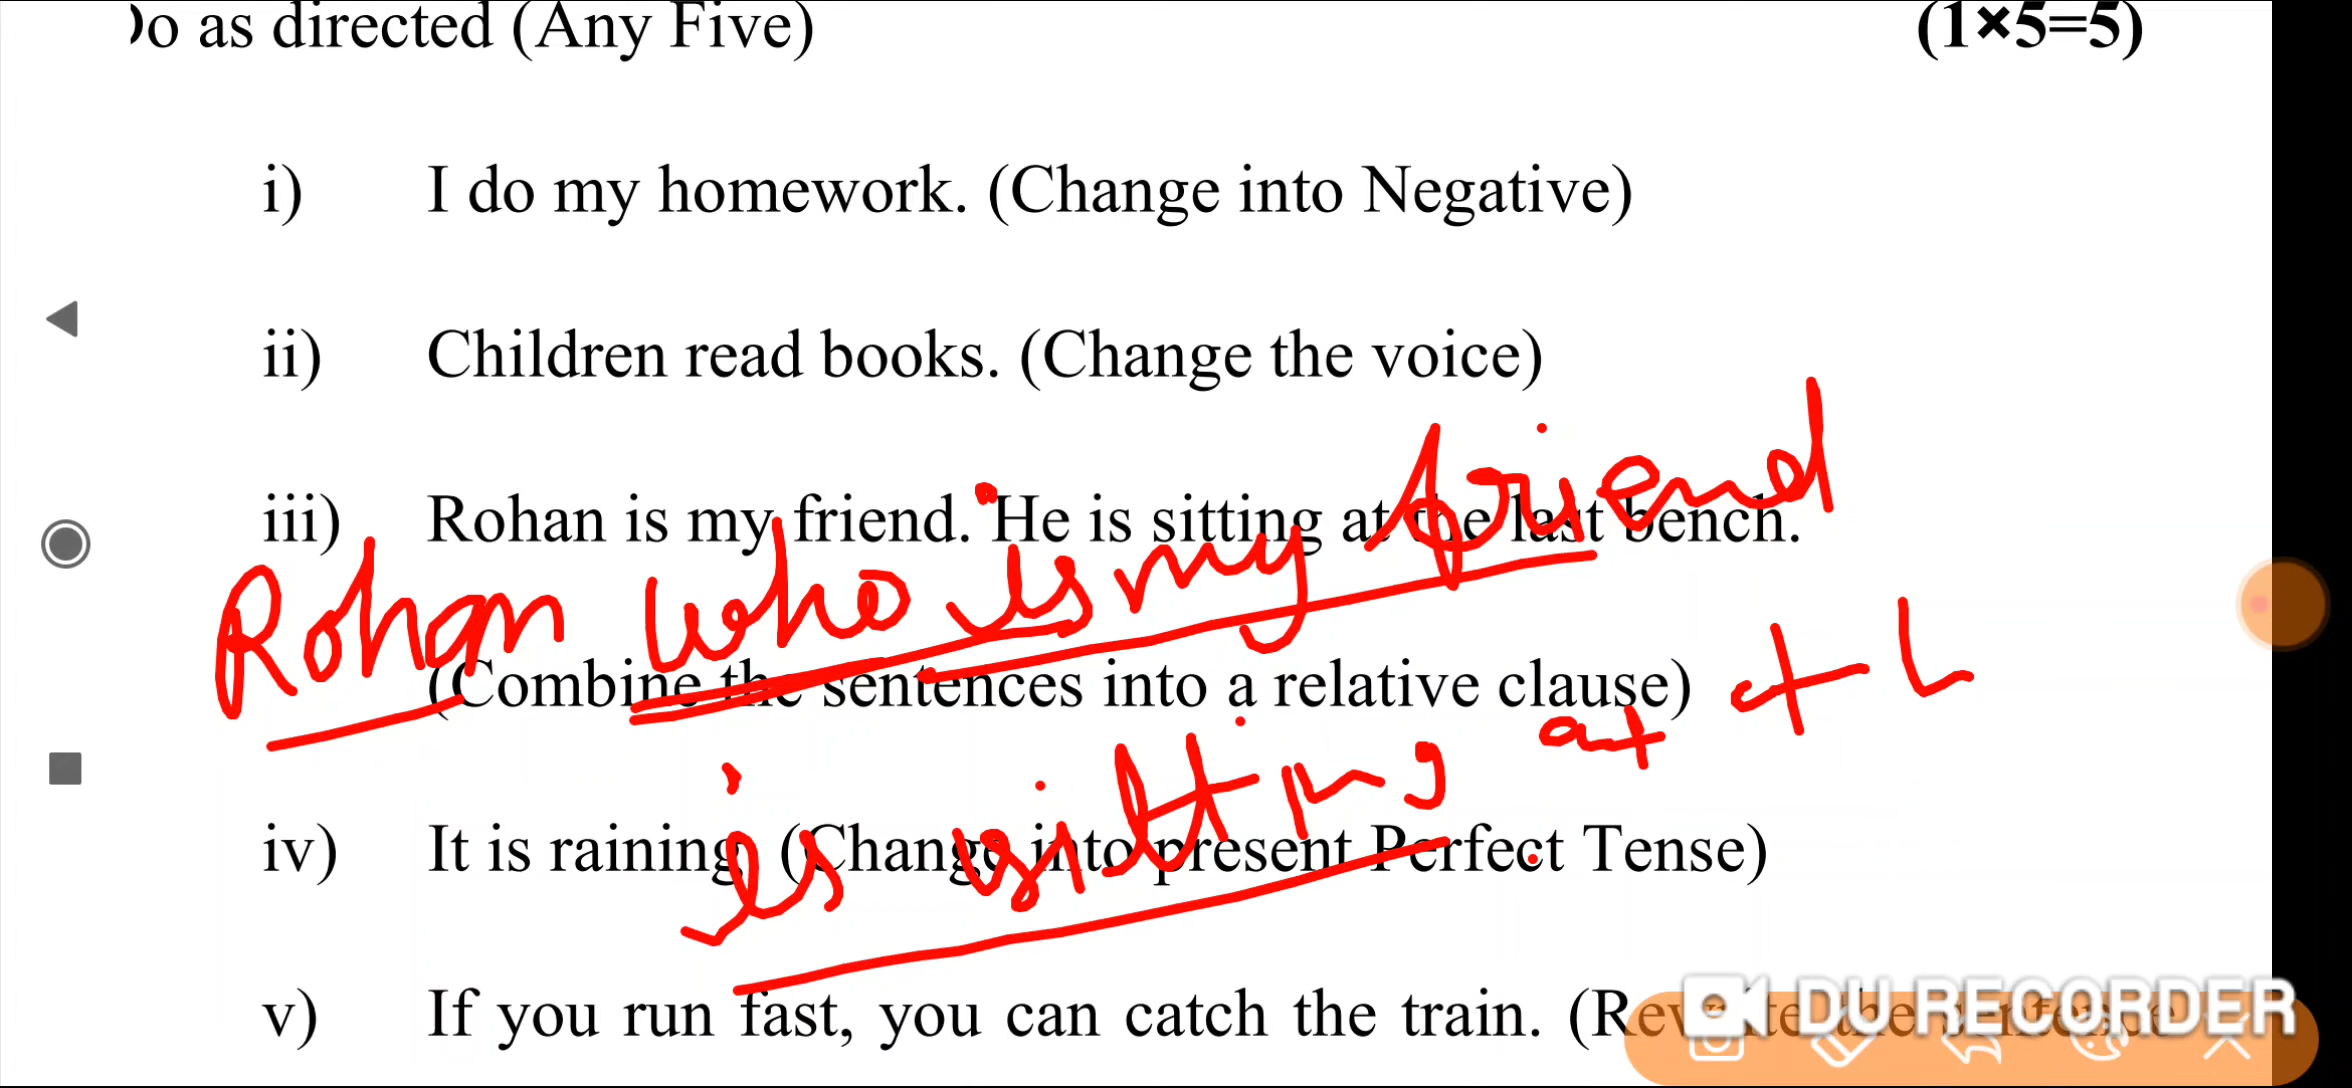 Do as directed (Any Five) (1×5=5)
i) I do my homework. (Change into Negative)
ii) Children read books. (Change the voice)
iii) Rohan is my friend. He is sitting at the last bench.
Rohan who is my friend
(Combine the sentences into a relative clause)
is sitting at
iv) It is raining. (Change into present Perfect Tense)
v) If you run fast, you can catch the train. (Rewrite the sentence
DU RECORDER